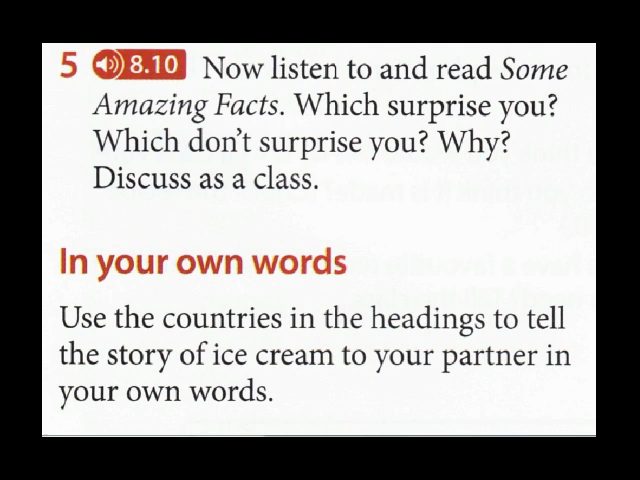 5 8.10 Now listen to and read Some
Amazing Facts. Which surprise you?
Which don't surprise you? Why?
Discuss as a class.
In your own words
Use the countries in the headings to tell
the story of ice cream to your partner in
your own words.